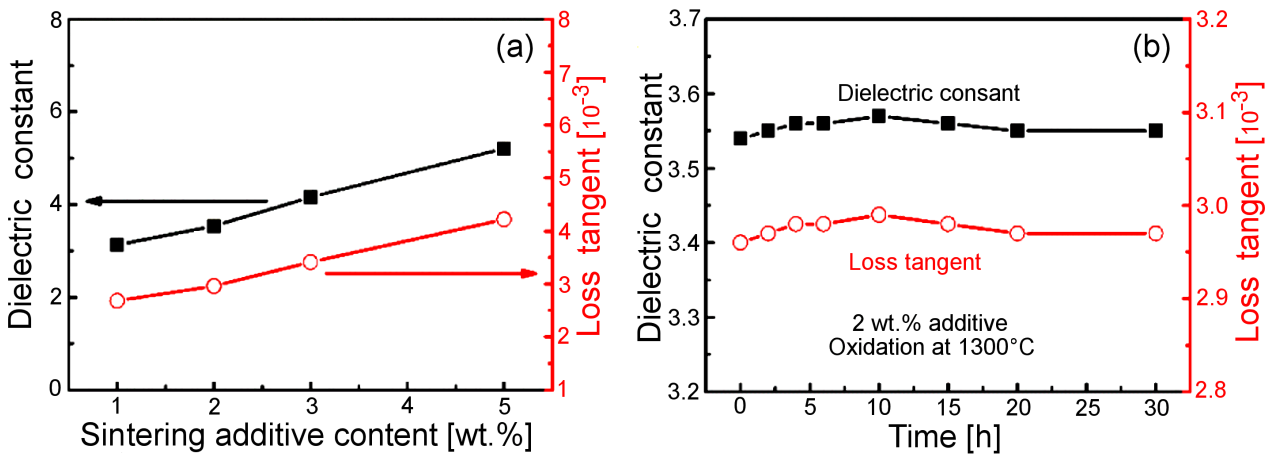 (a)
Dielectric constant
8
6
4
2
0
1 2 3 4 5
Sintering additive content [wt.%]
8
7
6
5
4
3
2
1
Loss tangent [10⁻³]
(b)
Dielectric constant
3.7
3.6
3.5
3.4
3.3
3.2
Dielectric consant
Loss tangent
2 wt.% additive
Oxidation at 1300°C
0 5 10 15 20 25 30
Time [h]
3.2
3.1
3.0
2.9
2.8
Loss tangent [10⁻³]